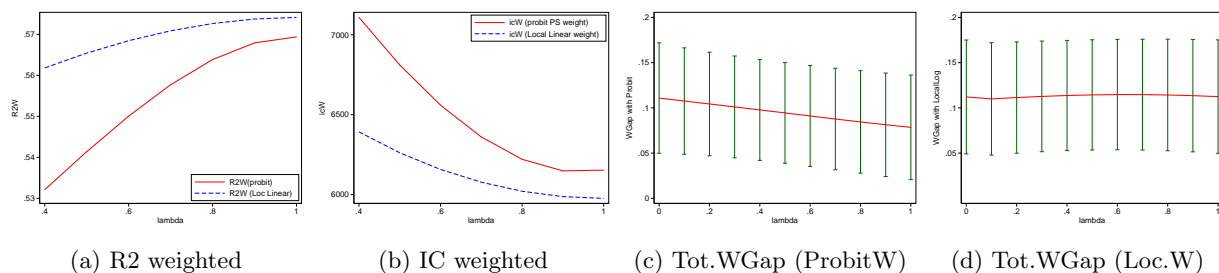 R2W
.57
.56
.55
.54
.53
.4
.6
.8
1
lambda
R2W(probit)
R2W (Loc Linear)
(a) R2 weighted
icW
7000
6500
6000
.4
.6
.8
1
lambda
icW (probit PS weight)
icW (Local Linear weight)
(b) IC weighted
WGap with Probit
.2
.15
.1
.05
0
0
.2
.4
.6
.8
1
lambda
(c) Tot.WGap (ProbitW)
WGap with LocalLog
.2
.15
.1
.05
0
0
.2
.4
.6
.8
1
lambda
(d) Tot.WGap (Loc.W)